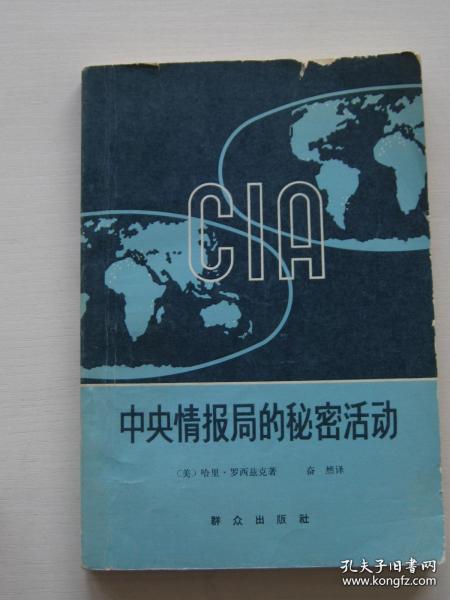 CIA
中央情报局的秘密活动
〔美〕哈里·罗西兹克著 奋然译
群众出版社
孔夫子旧书网
www.kongfz.com